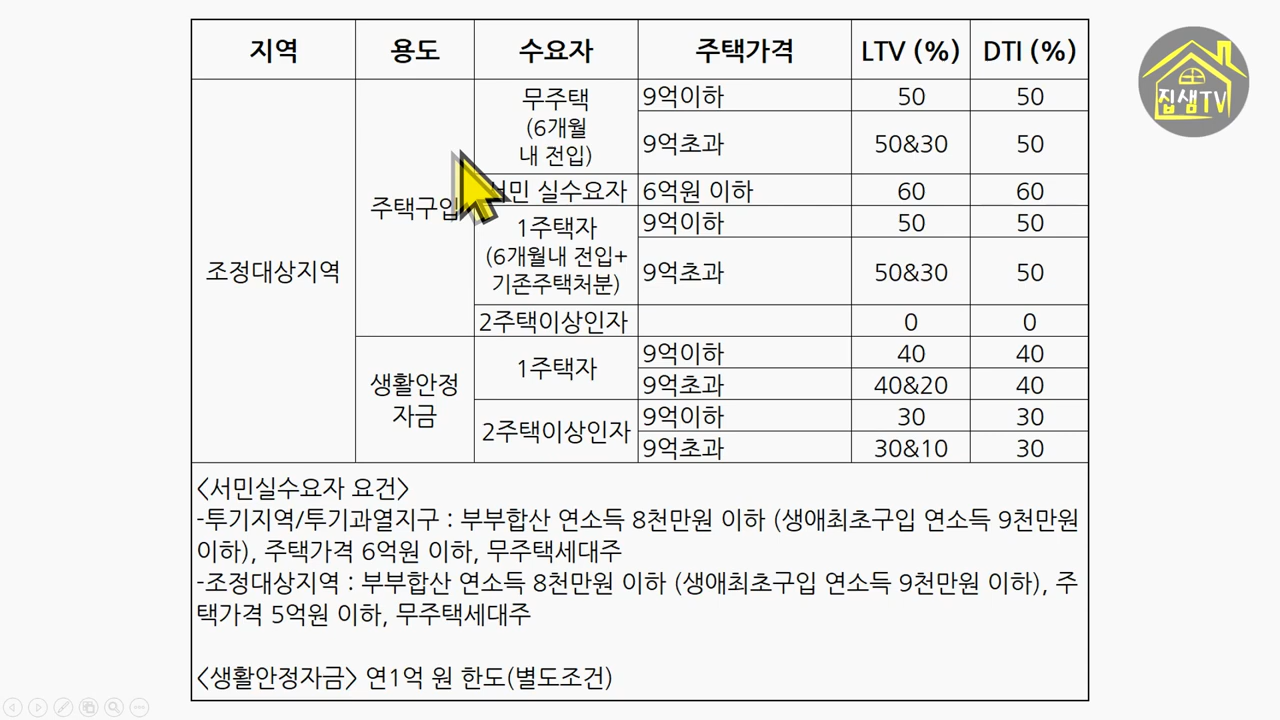 지역 용도 수요자 주택가격 LTV (%) DTI (%)
조정대상지역 주택구입 무주택 (6개월 내 전입) 9억이하 50 50
9억초과 50&30 50
민 실수요자 6억원 이하 60 60
1주택자 (6개월내 전입+ 기존주택처분) 9억이하 50 50
9억초과 50&30 50
2주택이상인자 0 0
생활안정 자금 1주택자 9억이하 40 40
9억초과 40&20 40
2주택이상인자 9억이하 30 30
9억초과 30&10 30
<서민실수요자 요건>
-투기지역/투기과열지구 : 부부합산 연소득 8천만원 이하 (생애최초구입 연소득 9천만원
이하), 주택가격 6억원 이하, 무주택세대주
-조정대상지역 : 부부합산 연소득 8천만원 이하 (생애최초구입 연소득 9천만원 이하), 주
택가격 5억원 이하, 무주택세대주
<생활안정자금> 연1억 원 한도(별도조건)
집샘TV